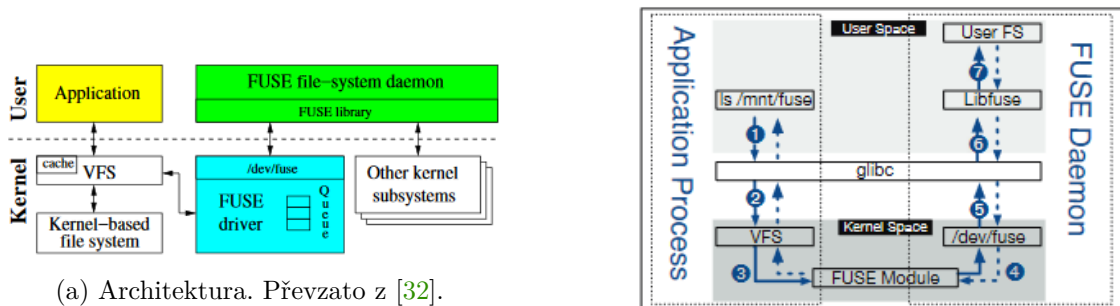 User
Application
FUSE file-system daemon
FUSE library
Kernel
cache
VFS
Kernel-based
file system
/dev/fuse
FUSE
driver
Queue
Other kernel
subsystems
(a) Architektura. Převzato z [32].
Application Process
User Space
User FS
7
ls /mnt/fuse
Libfuse
1
6
glibc
2
5
Kernel Space
VFS
/dev/fuse
3
4
FUSE Module
FUSE Daemon